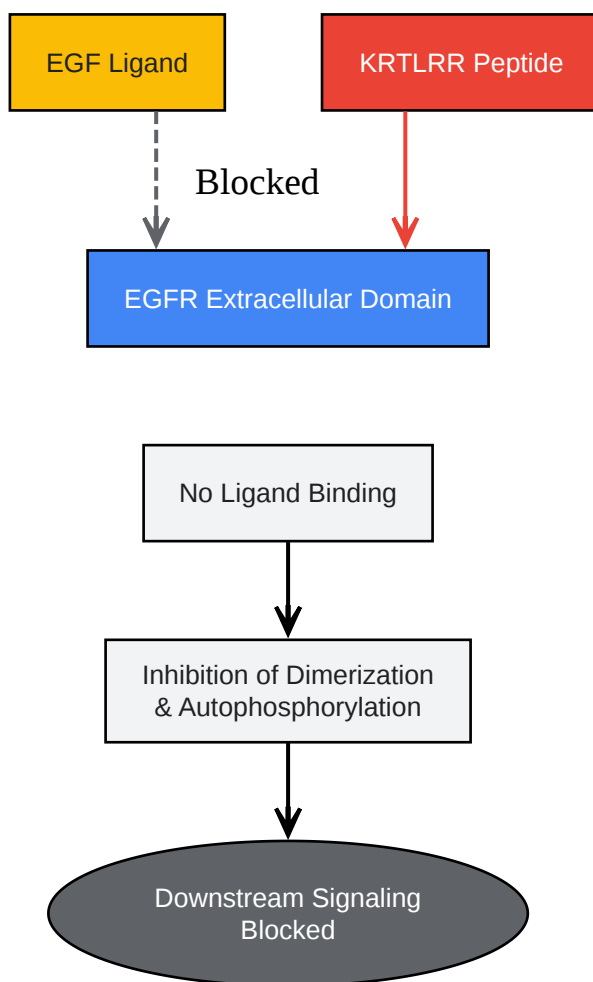 EGF Ligand
KRTLRR Peptide
Blocked
EGFR Extracellular Domain
No Ligand Binding
Inhibition of Dimerization
& Autophosphorylation
Downstream Signaling
Blocked